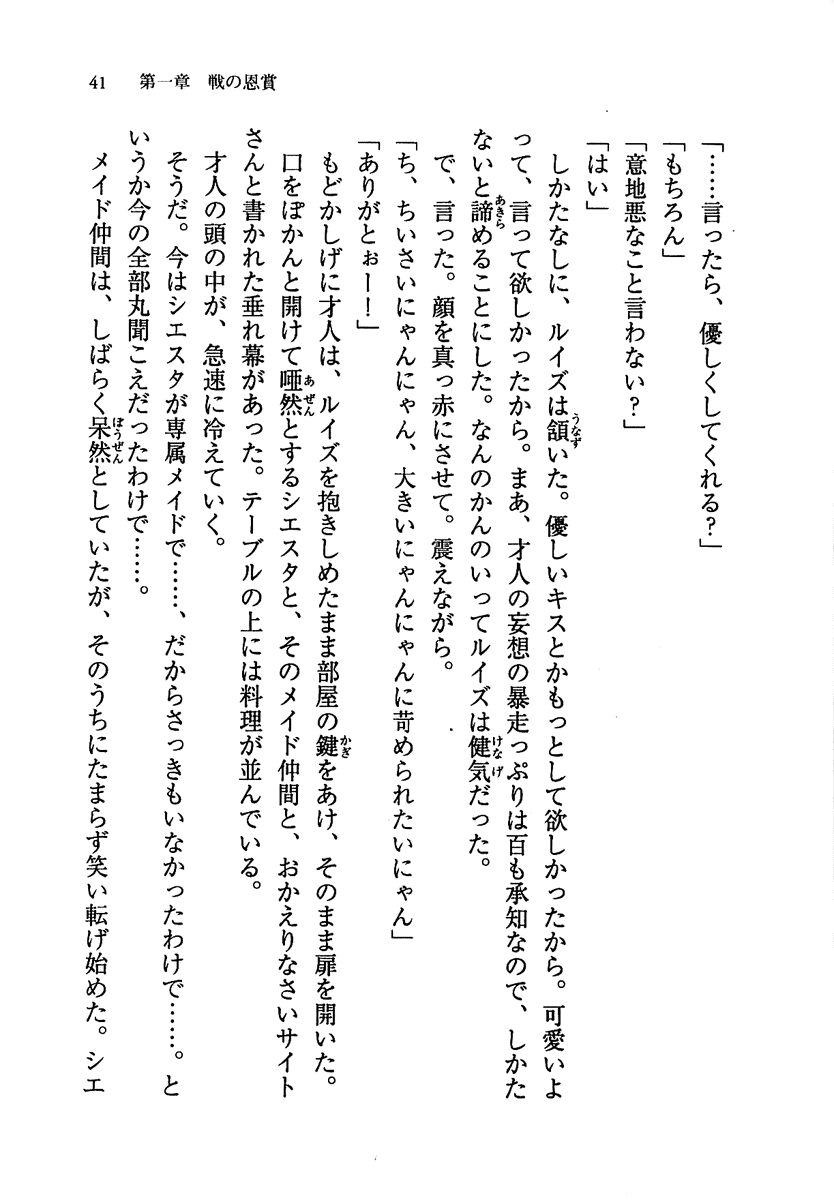 41　第一章　戦の恩賞
「……言ったら、優しくしてくれる？」
「もちろん」
「意地悪なこと言わない？」
「はい」
　しかたなしに、ルイズは頷いた。優しいキスとかもっとして欲しかったから。可愛いよ
って、言って欲しかったから。まあ、才人の妄想の暴走っぷりは百も承知なので、しかた
ないと諦めることにした。なんのかんのいってルイズは健気だった。
　で、言った。顔を真っ赤にさせて。震えながら。
「ち、ちいさいにゃんにゃん、大きいにゃんにゃんに苛められたいにゃん」
「ありがとぉー！」
　もどかしげに才人は、ルイズを抱きしめたまま部屋の鍵をあけ、そのまま扉を開いた。
　口をぽかんと開けて唖然とするシエスタと、そのメイド仲間と、おかえりなさいサイト
さんと書かれた垂れ幕があった。テーブルの上には料理が並んでいる。
　才人の頭の中が、急速に冷えていく。
　そうだ。今はシエスタが専属メイドで……、だからさっきもいなかったわけで……。と
いうか今の全部丸聞こえだったわけで……。
　メイド仲間は、しばらく呆然としていたが、そのうちにたまらず笑い転げ始めた。シエ